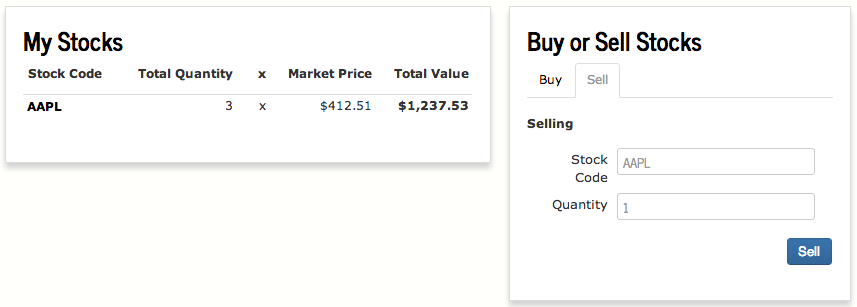 My Stocks
Stock Code Total Quantity x Market Price Total Value
AAPL 3 x $412.51 $1,237.53
Buy or Sell Stocks
Buy Sell
Selling
Stock Code AAPL
Quantity 1
Sell